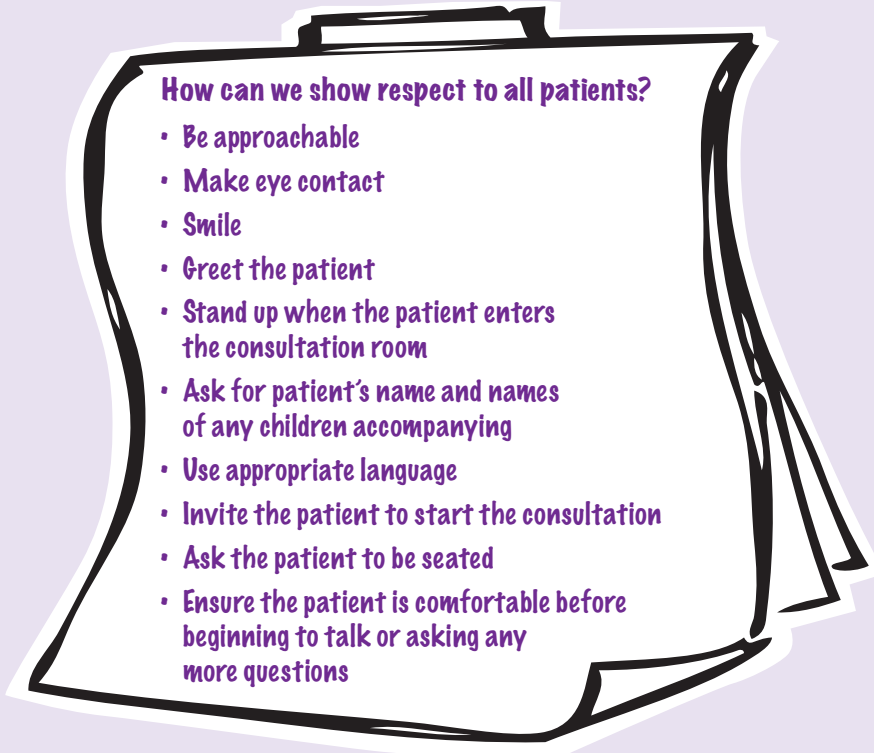 How can we show respect to all patients?
• Be approachable
• Make eye contact
• Smile
• Greet the patient
• Stand up when the patient enters
the consultation room
• Ask for patient’s name and names
of any children accompanying
• Use appropriate language
• Invite the patient to start the consultation
• Ask the patient to be seated
• Ensure the patient is comfortable before
beginning to talk or asking any
more questions